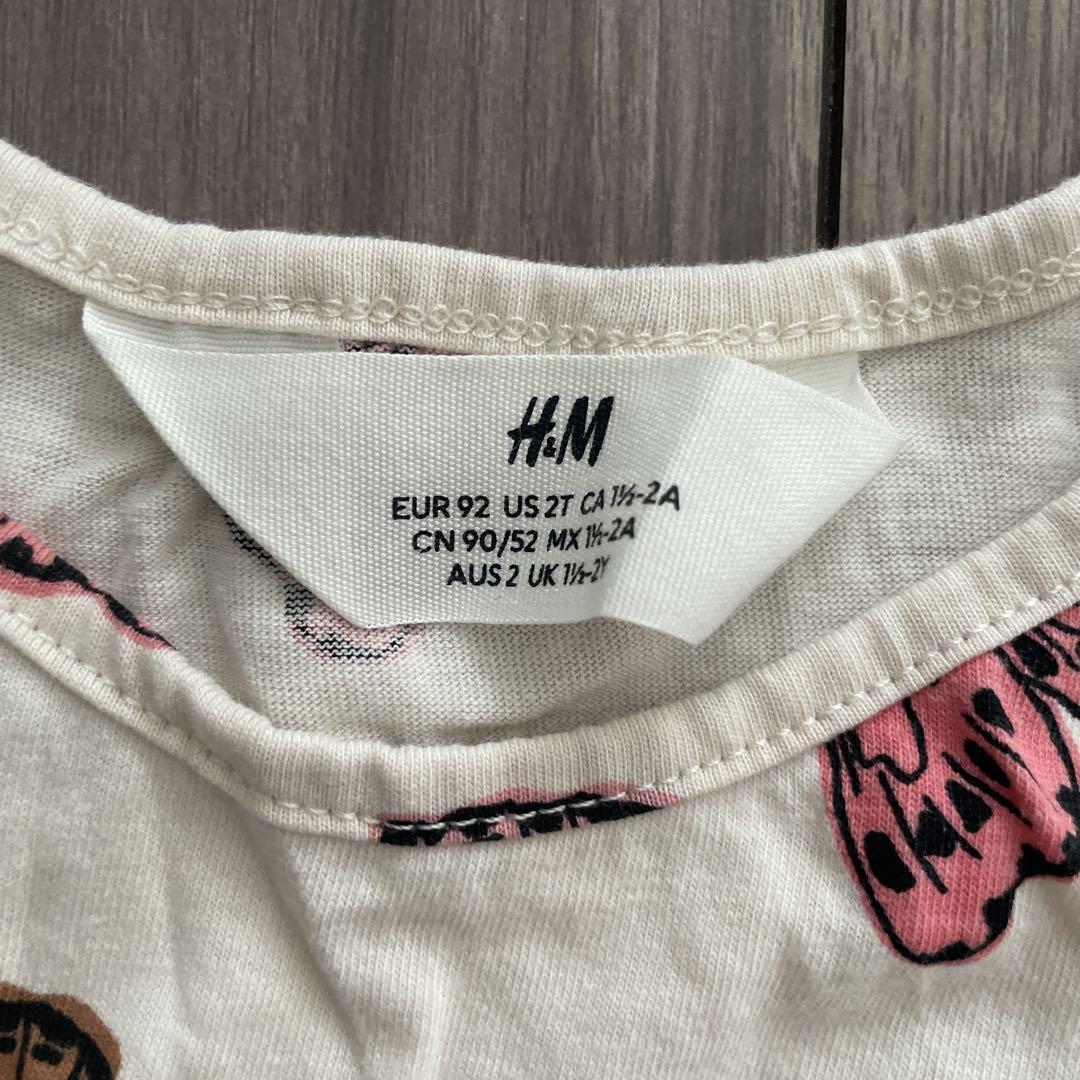 H&M
EUR 92 US 2T CA 1½-2A
CN 90/52 MX 1½-2A
AUS 2 UK 1½-2Y